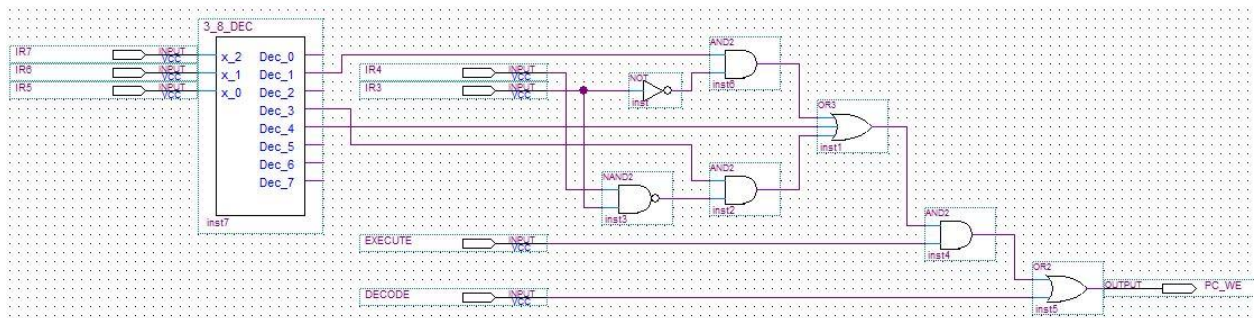 3_8_DEC
IR7 INPUT VCC x_2 Dec_0
IR6 INPUT VCC x_1 Dec_1
IR5 INPUT VCC x_0 Dec_2
Dec_3
Dec_4
Dec_5
Dec_6
Dec_7
inst7
IR4 INPUT VCC
IR3 INPUT VCC
NOT
inst
AND2
inst6
NAND2
inst3
AND2
inst2
OR3
inst1
EXECUTE INPUT VCC
AND2
inst4
DECODE INPUT VCC
OR2
inst5
OUTPUT PC_WE